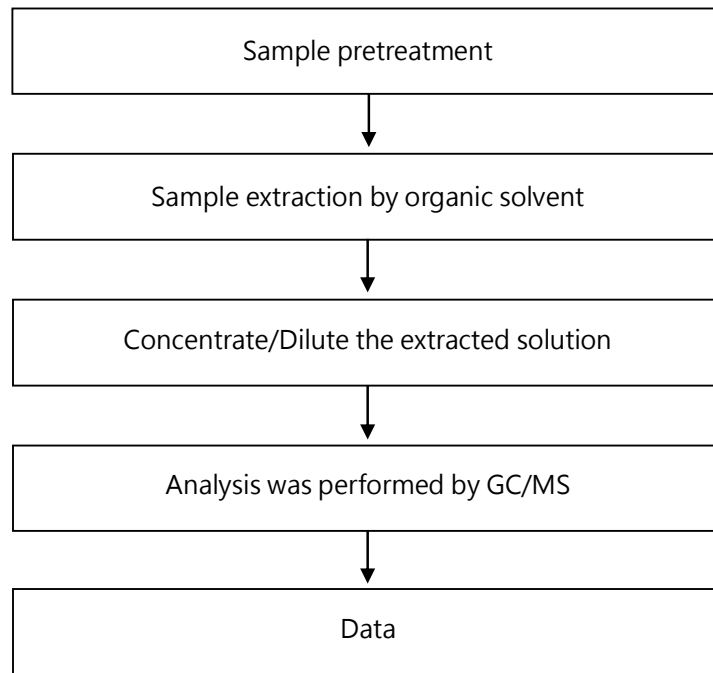 Sample pretreatment
Sample extraction by organic solvent
Concentrate/Dilute the extracted solution
Analysis was performed by GC/MS
Data